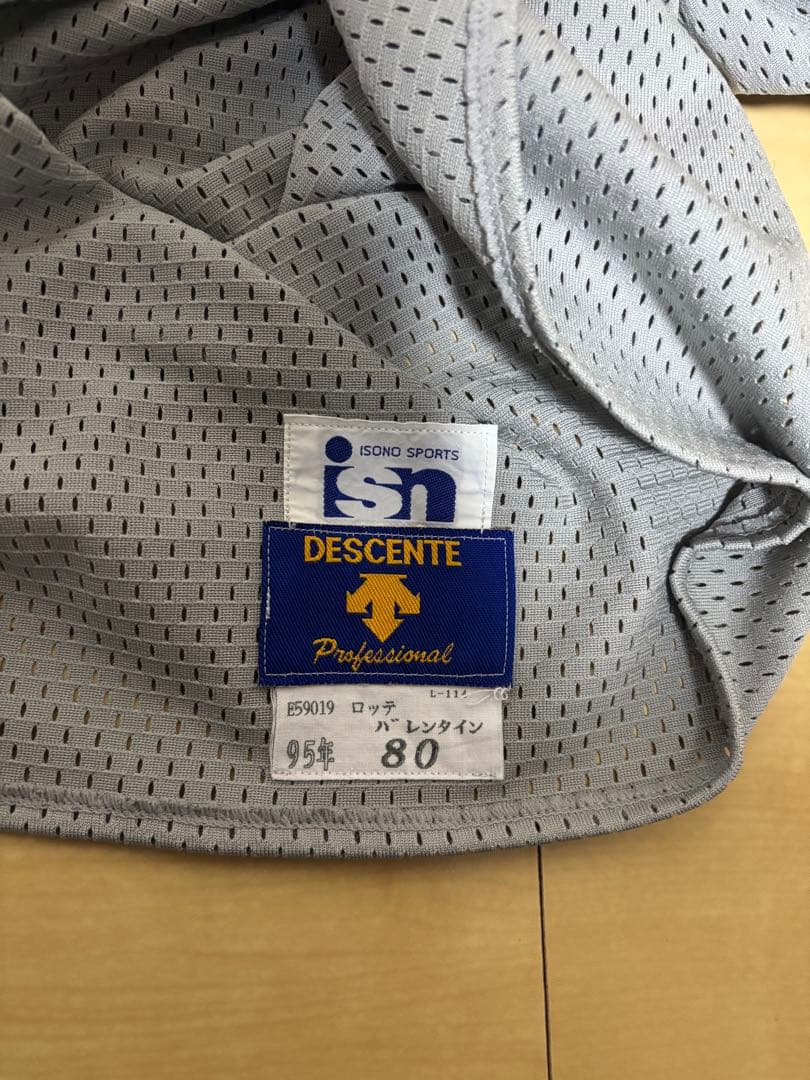 ISONO SPORTS
isn
DESCENTE
Professional
L-114
E59019 ロッテ
バレンタイン
95年 80